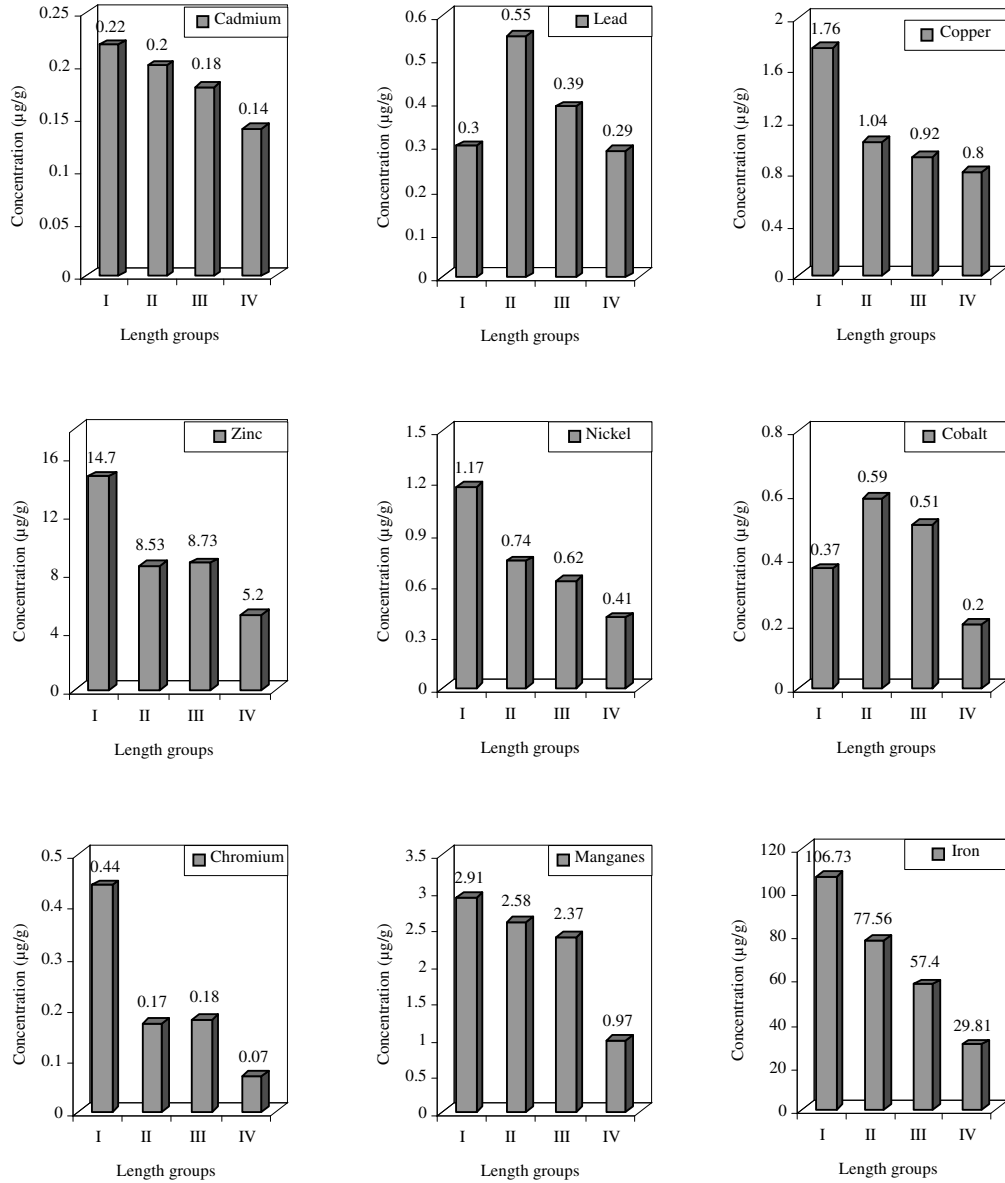 Cadmium
0.25
0.2
0.15
0.1
0.05
0
Concentration (µg/g)
0.22
0.2
0.18
0.14
I II III IV
Length groups
Lead
0.6
0.5
0.4
0.3
0.2
0.1
0
Concentration (µg/g)
0.3
0.55
0.39
0.29
I II III IV
Length groups
Copper
2
1.6
1.2
0.8
0.4
0
Concentration (µg/g)
1.76
1.04
0.92
0.8
I II III IV
Length groups
Zinc
16
12
8
4
0
Concentration (µg/g)
14.7
8.53
8.73
5.2
I II III IV
Length groups
Nickel
1.5
1.2
0.9
0.6
0.3
0
Concentration (µg/g)
1.17
0.74
0.62
0.41
I II III IV
Length groups
Cobalt
0.8
0.6
0.4
0.2
0
Concentration (µg/g)
0.37
0.59
0.51
0.2
I II III IV
Length groups
Chromium
0.5
0.4
0.3
0.2
0.1
0
Concentration (µg/g)
0.44
0.17
0.18
0.07
I II III IV
Length groups
Manganes
3.5
3
2.5
2
1.5
1
0.5
0
Concentration (µg/g)
2.91
2.58
2.37
0.97
I II III IV
Length groups
Iron
120
100
80
60
40
20
0
Concentration (µg/g)
106.73
77.56
57.4
29.81
I II III IV
Length groups